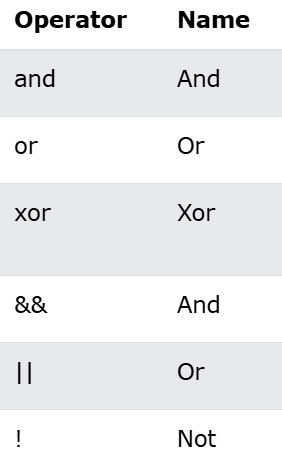 Operator Name
and And
or Or
xor Xor
&& And
|| Or
! Not